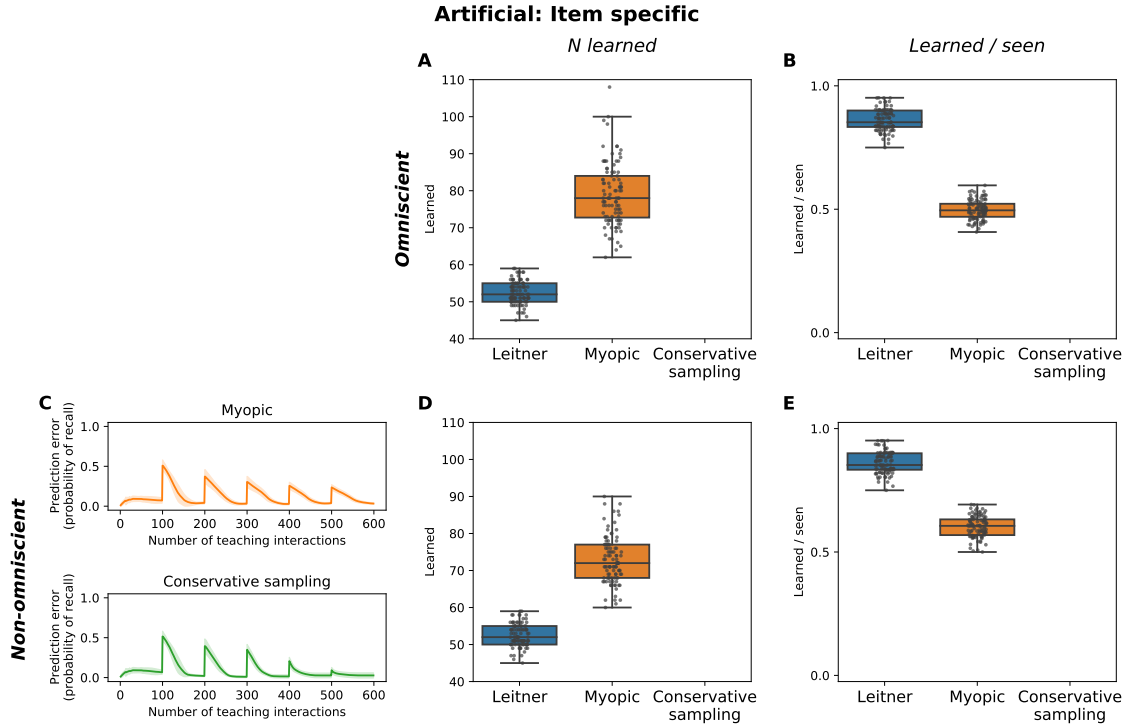 Artificial: Item specific
N learned
Learned / seen
Omniscient
A
110
100
90
80
70
60
50
40
Learned
Leitner
Myopic
Conservative
sampling
B
1.0
0.5
0.0
Learned / seen
Leitner
Myopic
Conservative
sampling
Non-omniscient
C
Myopic
Prediction error
(probability of recall)
1.0
0.5
0.0
0 100 200 300 400 500 600
Number of teaching interactions
Conservative sampling
Prediction error
(probability of recall)
1.0
0.5
0.0
0 100 200 300 400 500 600
Number of teaching interactions
D
110
100
90
80
70
60
50
40
Learned
Leitner
Myopic
Conservative
sampling
E
1.0
0.5
0.0
Learned / seen
Leitner
Myopic
Conservative
sampling